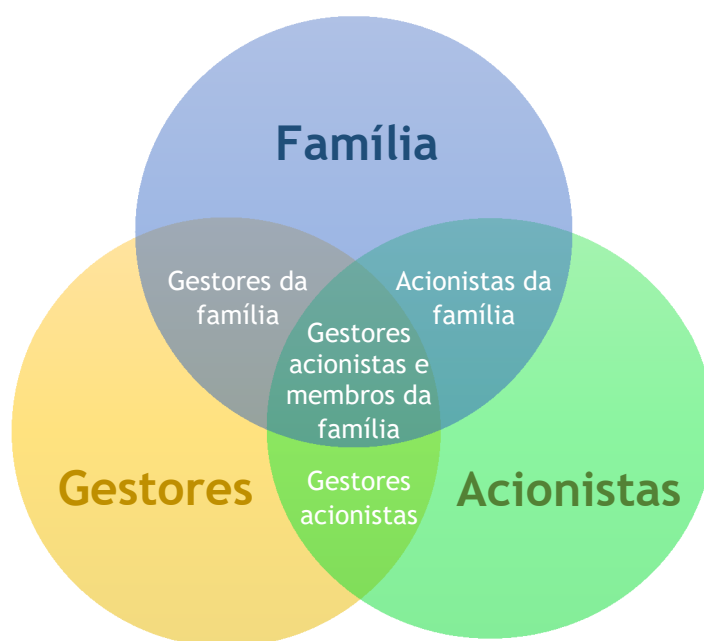 Família
Gestores da
família
Acionistas da
família
Gestores
acionistas e
membros da
família
Gestores
Acionistas
Gestores
acionistas